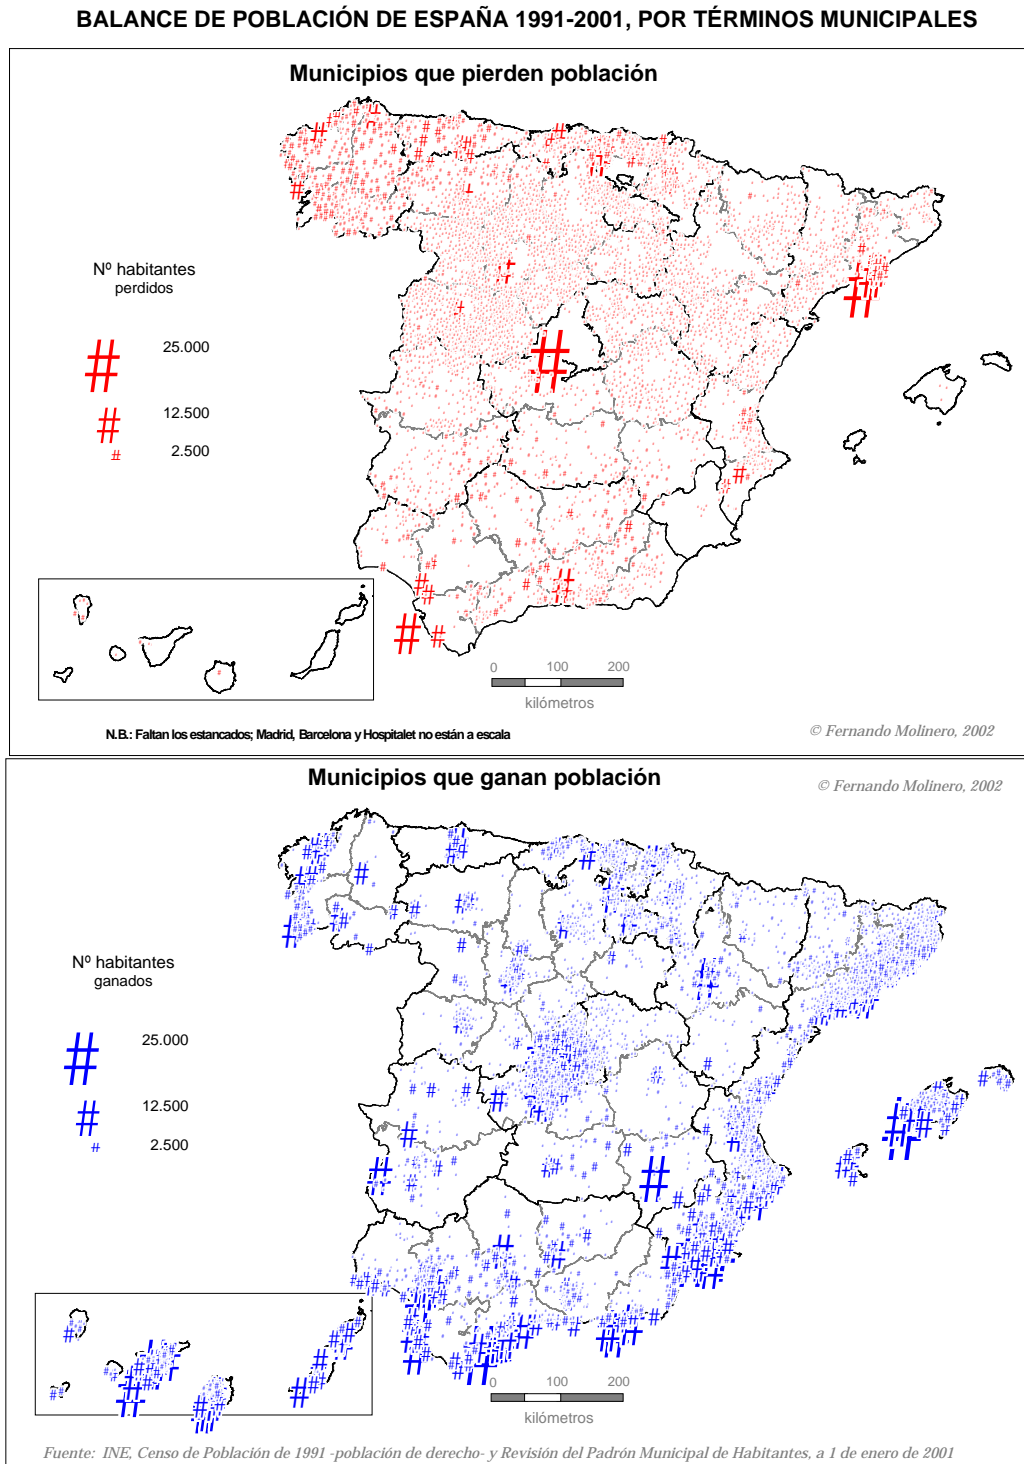 BALANCE DE POBLACIÓN DE ESPAÑA 1991-2001, POR TÉRMINOS MUNICIPALES
Municipios que pierden población
Nº habitantes
perdidos
# 25.000
# 12.500
# 2.500
0 100 200
kilómetros
N.B.: Faltan los estancados; Madrid, Barcelona y Hospitalet no están a escala
© Fernando Molinero, 2002
Municipios que ganan población
© Fernando Molinero, 2002
Nº habitantes
ganados
# 25.000
# 12.500
# 2.500
0 100 200
kilómetros
Fuente: INE, Censo de Población de 1991 -población de derecho- y Revisión del Padrón Municipal de Habitantes, a 1 de enero de 2001